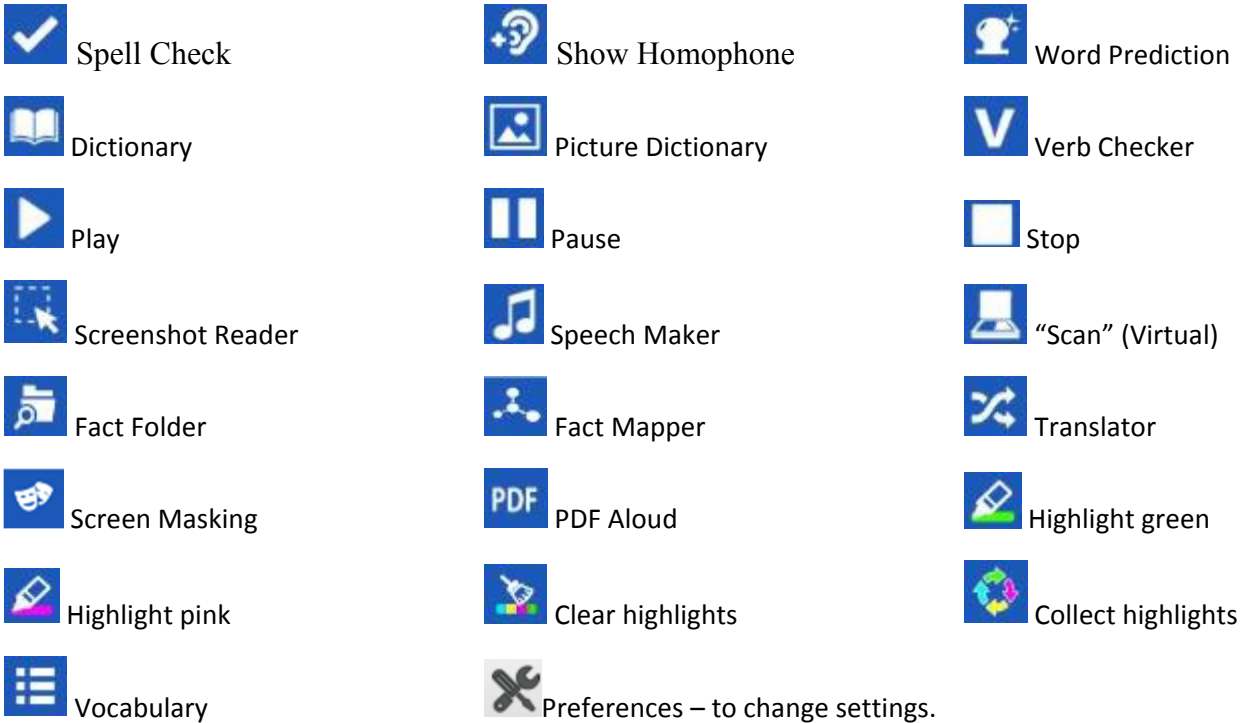 Spell Check Show Homophone Word Prediction
Dictionary Picture Dictionary V Verb Checker
Play Pause Stop
Screenshot Reader Speech Maker “Scan” (Virtual)
Fact Folder Fact Mapper Translator
Screen Masking PDF PDF Aloud Highlight green
Highlight pink Clear highlights Collect highlights
Vocabulary Preferences – to change settings.